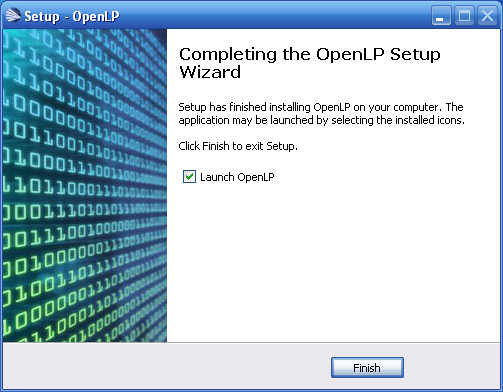 Setup - OpenLP
Completing the OpenLP Setup
Wizard
Setup has finished installing OpenLP on your computer. The
application may be launched by selecting the installed icons.
Click Finish to exit Setup.
Launch OpenLP
Finish